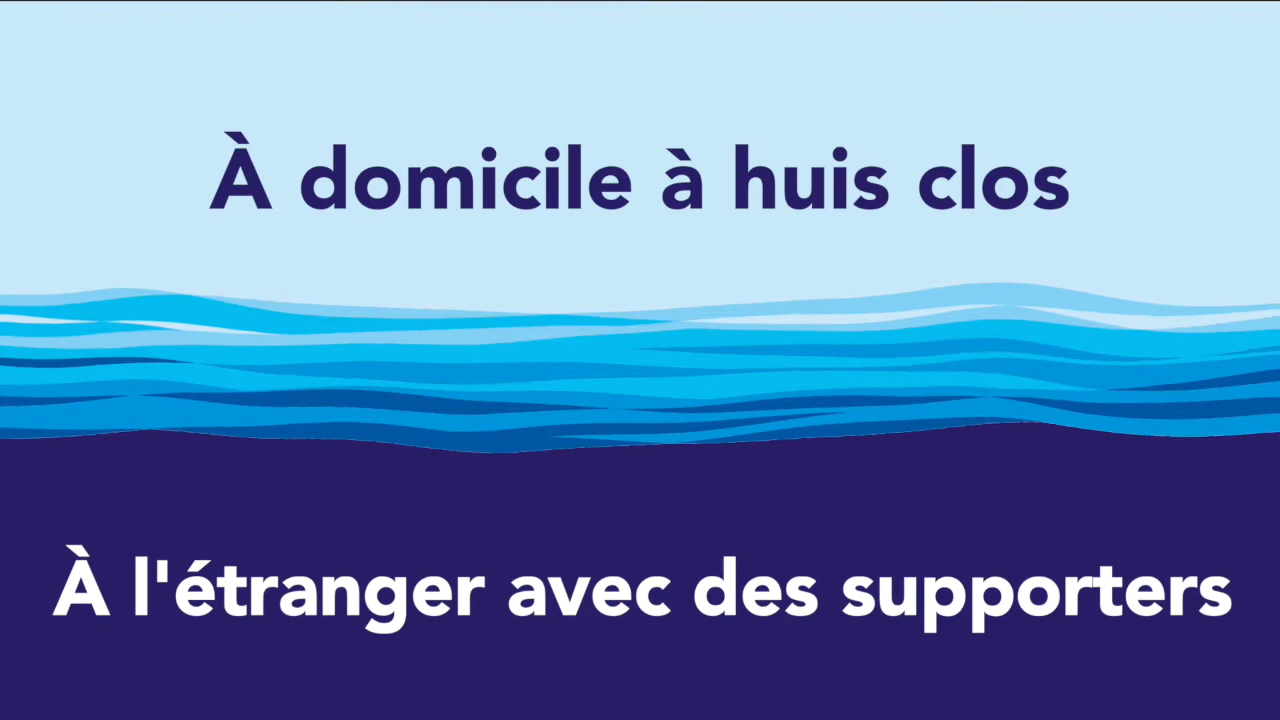 À domicile à huis clos
À l'étranger avec des supporters